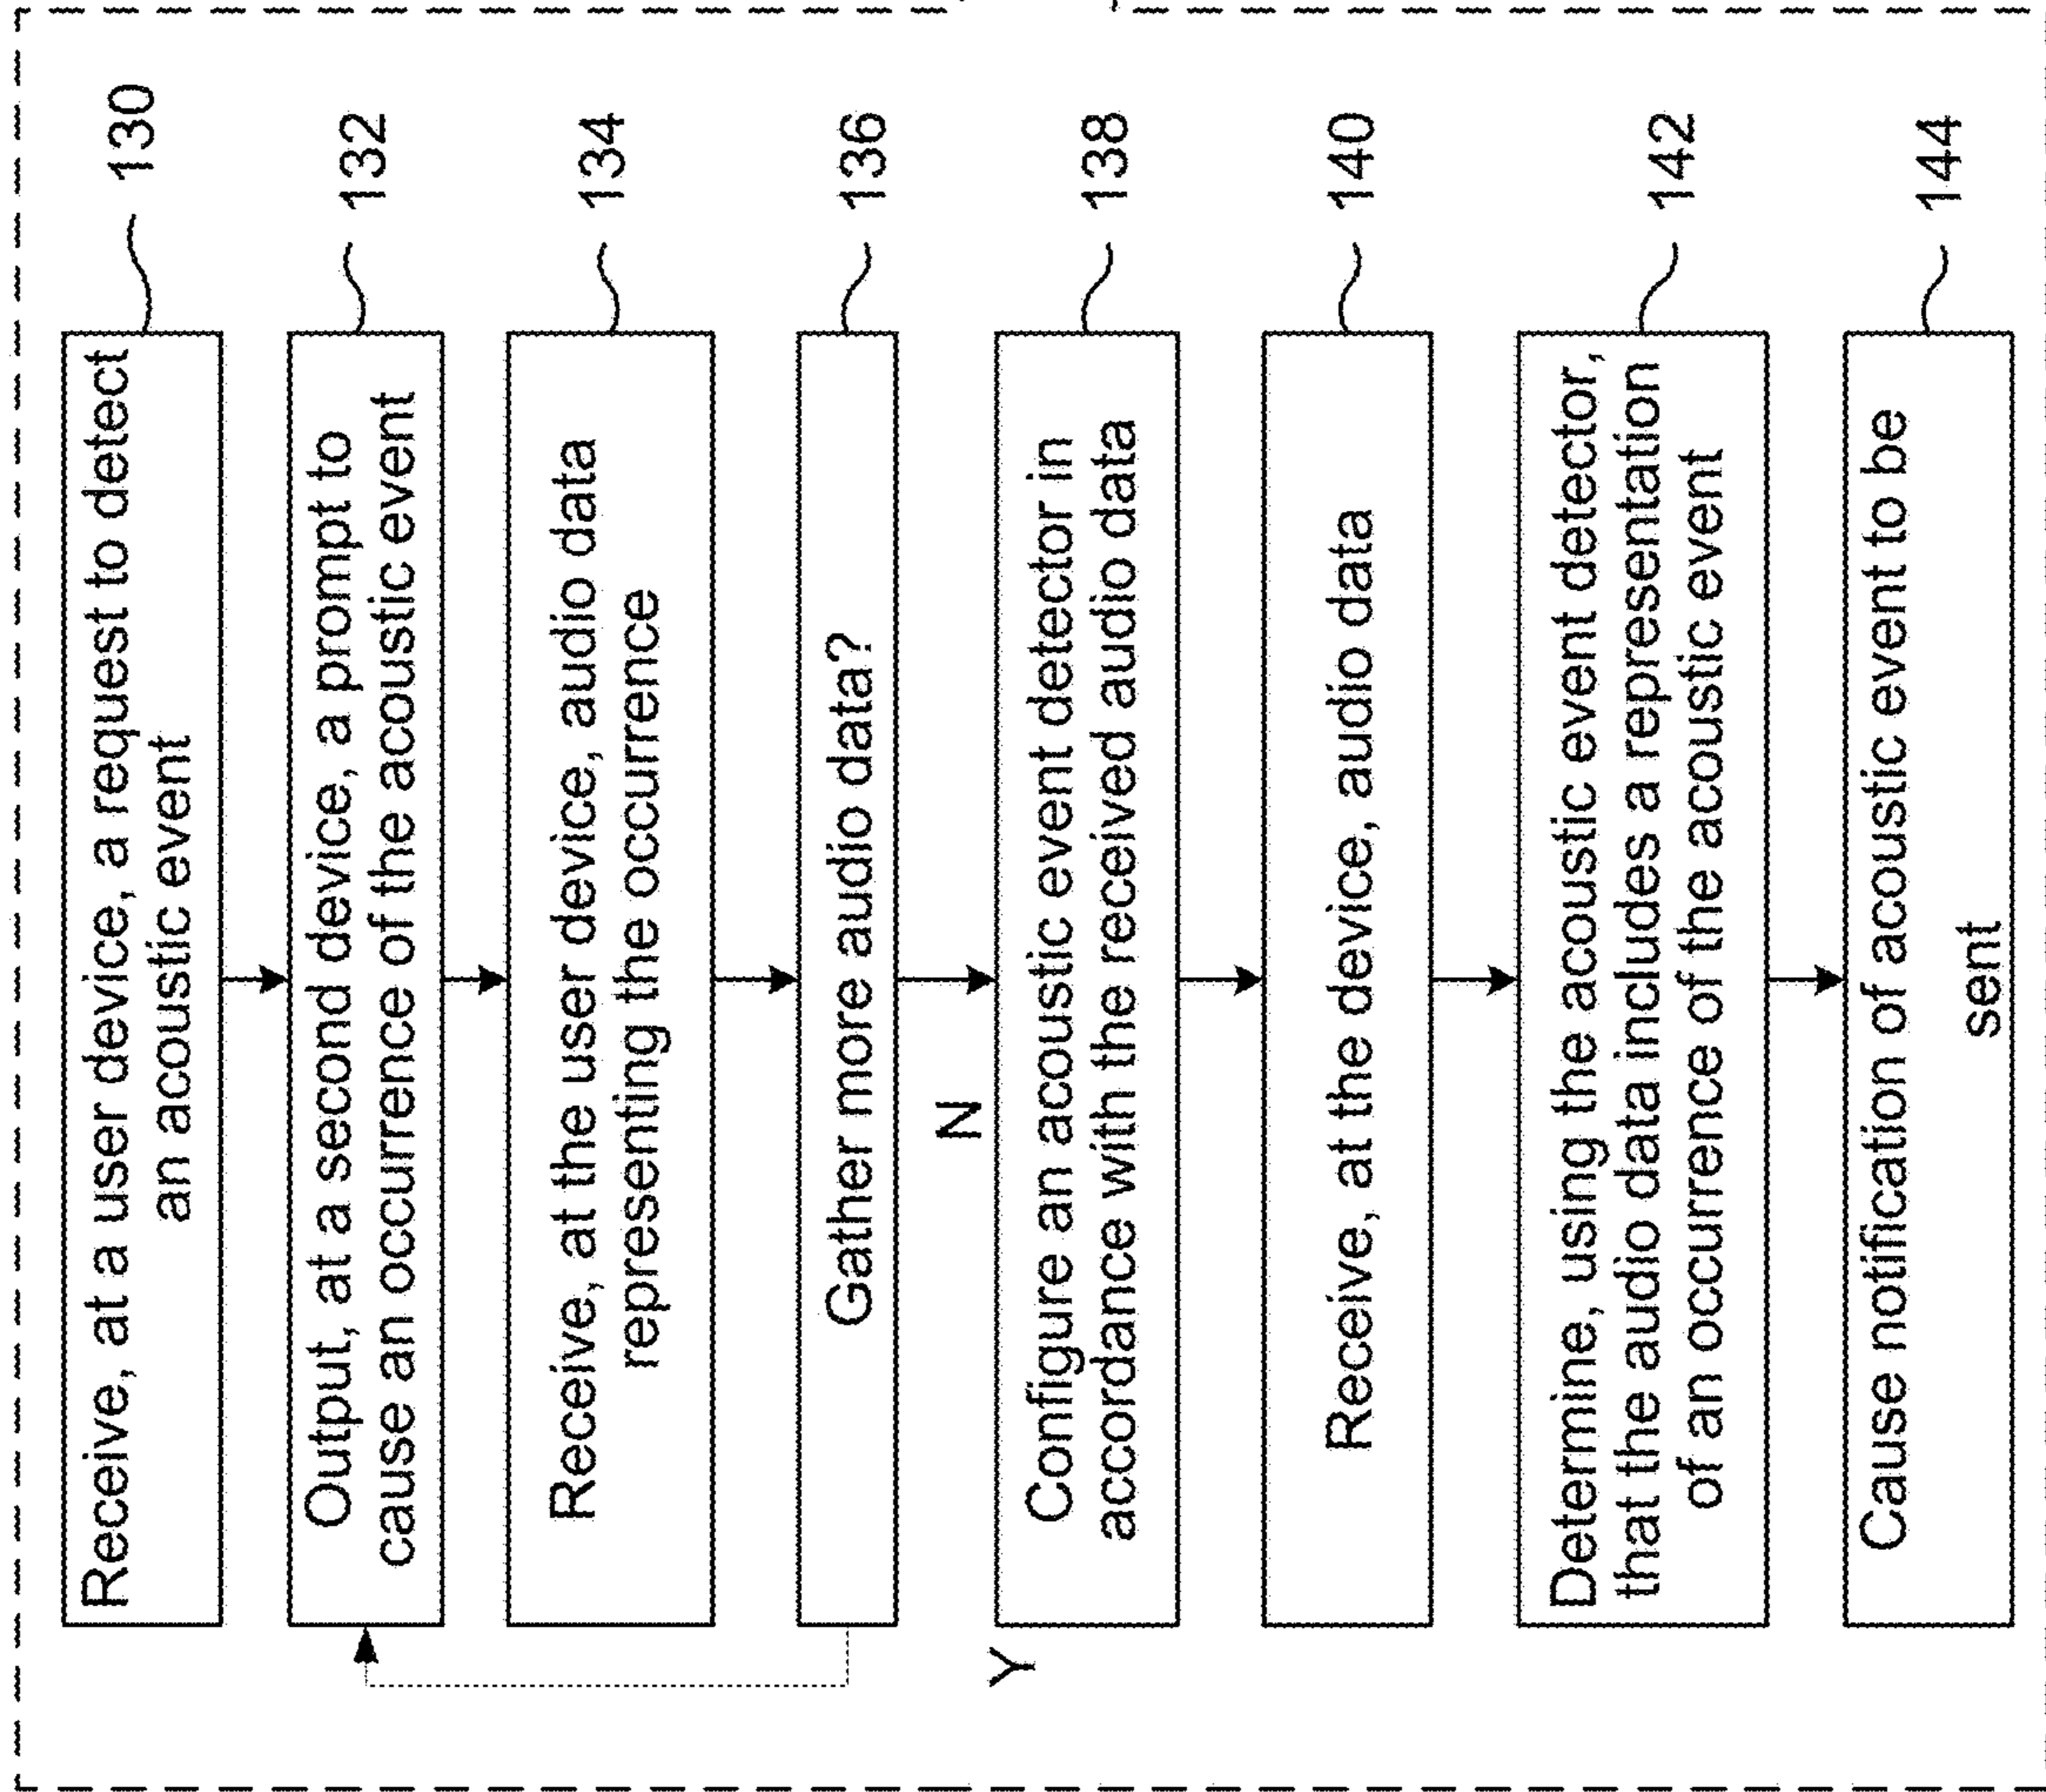 Receive, at a user device, a request to detect
an acoustic event
130
Output, at a second device, a prompt to
cause an occurrence of the acoustic event
132
Receive, at the user device, audio data
representing the occurrence
134
Gather more audio data?
136
N
Y
Configure an acoustic event detector in
accordance with the received audio data
138
Receive, at the device, audio data
140
Determine, using the acoustic event detector,
that the audio data includes a representation
of an occurrence of the acoustic event
142
Cause notification of acoustic event to be
sent
144